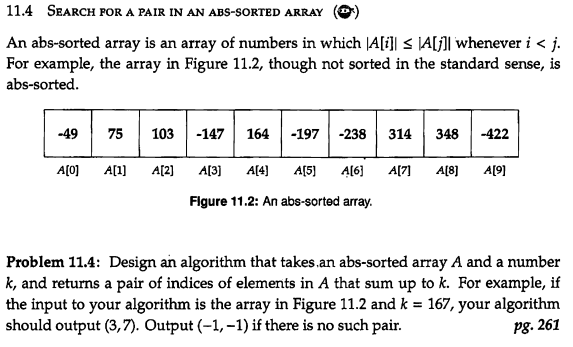 11.4 SEARCH FOR A PAIR IN AN ABS-SORTED ARRAY
An abs-sorted array is an array of numbers in which |A[i]| ≤ |A[j]| whenever i < j.
For example, the array in Figure 11.2, though not sorted in the standard sense, is
abs-sorted.
-49 75 103 -147 164 -197 -238 314 348 -422
A[0] A[1] A[2] A[3] A[4] A[5] A[6] A[7] A[8] A[9]
Figure 11.2: An abs-sorted array.
Problem 11.4: Design an algorithm that takes an abs-sorted array A and a number
k, and returns a pair of indices of elements in A that sum up to k. For example, if
the input to your algorithm is the array in Figure 11.2 and k = 167, your algorithm
should output (3, 7). Output (−1, −1) if there is no such pair. pg. 261